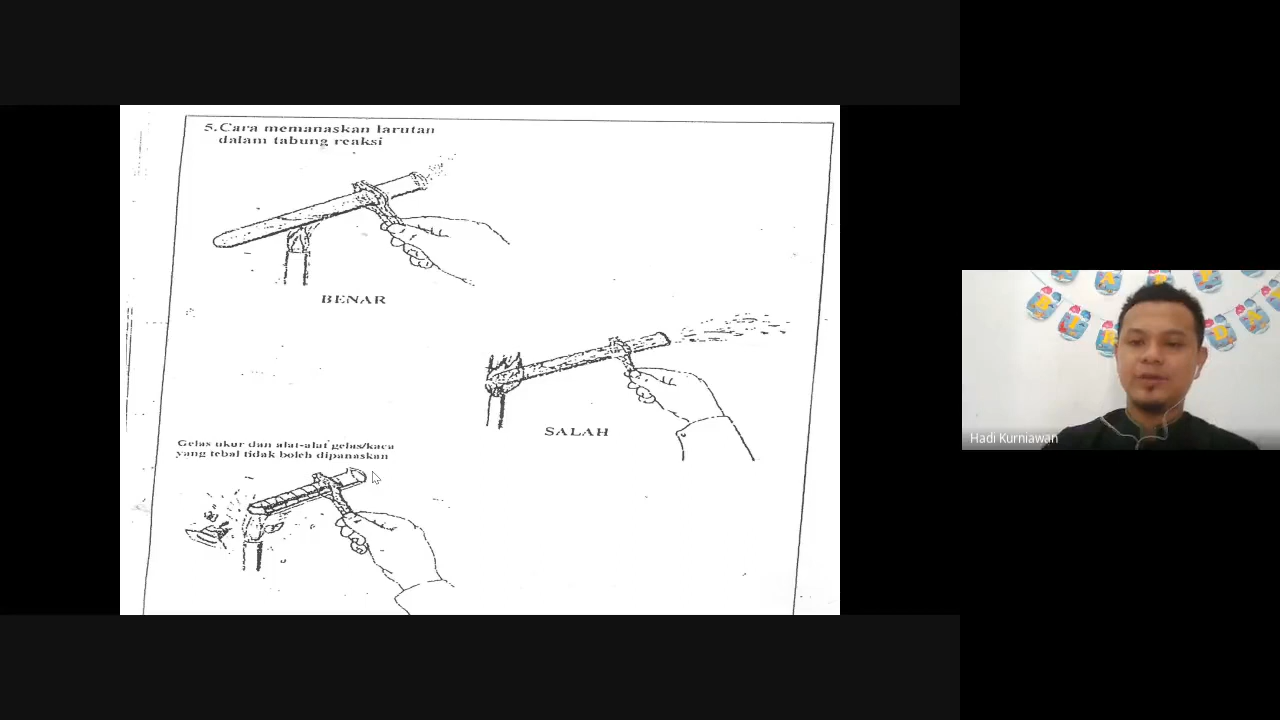 5. Cara memanaskan larutan
dalam tabung reaksi
BENAR
SALAH
Gelas ukur dan alat-alat gelas/kaca
yang tebal tidak boleh dipanaskan
Hadi Kurniawan